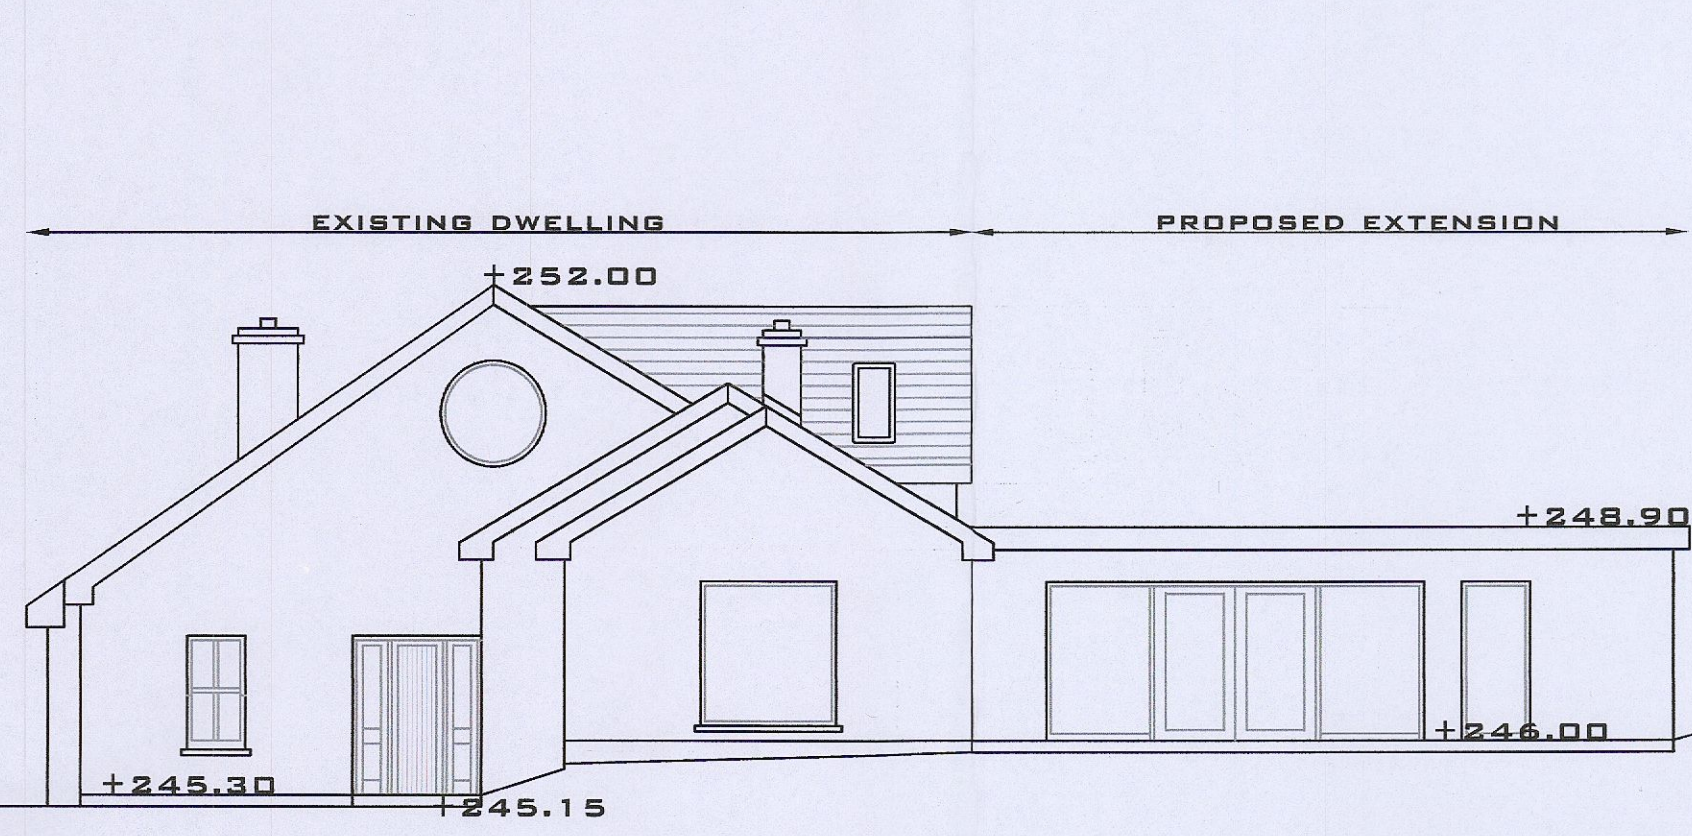 EXISTING DWELLING
PROPOSED EXTENSION
+252.00
+248.90
+246.00
+245.30
+245.15